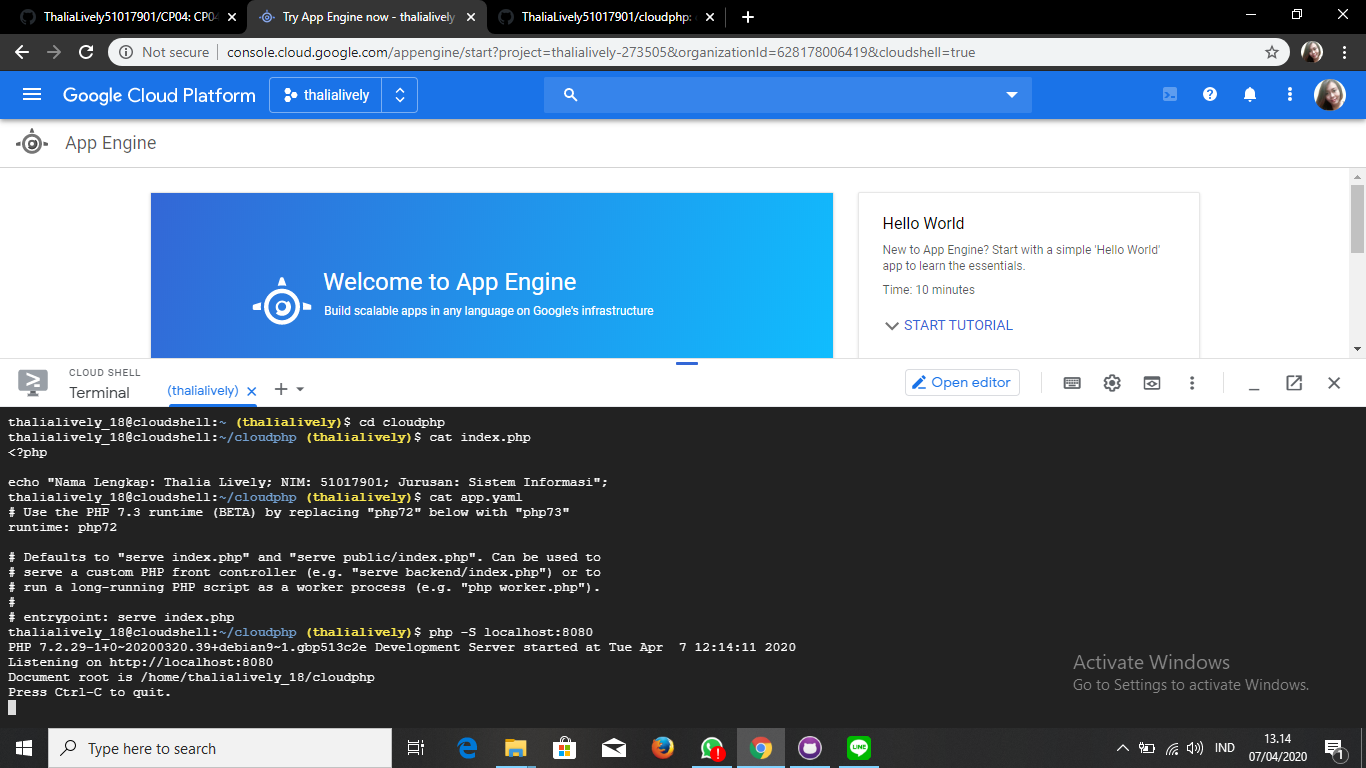 ThaliaLively51017901/CP04: CP04
Try App Engine now - thalialively
ThaliaLively51017901/cloudphp:
Not secure
console.cloud.google.com/appengine/start?project=thalialively-273505&organizationId=628178006419&cloudshell=true
Google Cloud Platform
thalialively
App Engine
Welcome to App Engine
Build scalable apps in any language on Google's infrastructure
Hello World
New to App Engine? Start with a simple 'Hello World'
app to learn the essentials.
Time: 10 minutes
START TUTORIAL
CLOUD SHELL
Terminal
(thalialively)
Open editor
thalialively_18@cloudshell:~ (thalialively)$ cd cloudphp
thalialively_18@cloudshell:~/cloudphp (thalialively)$ cat index.php
<?php
echo "Nama Lengkap: Thalia Lively; NIM: 51017901; Jurusan: Sistem Informasi";
thalialively_18@cloudshell:~/cloudphp (thalialively)$ cat app.yaml
# Use the PHP 7.3 runtime (BETA) by replacing "php72" below with "php73"
runtime: php72
# Defaults to "serve index.php" and "serve public/index.php". Can be used to
# serve a custom PHP front controller (e.g. "serve backend/index.php") or to
# run a long-running PHP script as a worker process (e.g. "php worker.php").
#
# entrypoint: serve index.php
thalialively_18@cloudshell:~/cloudphp (thalialively)$ php -S localhost:8080
PHP 7.2.29-1+0~20200320.39+debian9~1.gbp513c2e Development Server started at Tue Apr  7 12:14:11 2020
Listening on http://localhost:8080
Document root is /home/thalialively_18/cloudphp
Press Ctrl-C to quit.
Activate Windows
Go to Settings to activate Windows.
Type here to search
IND
13.14
07/04/2020
1